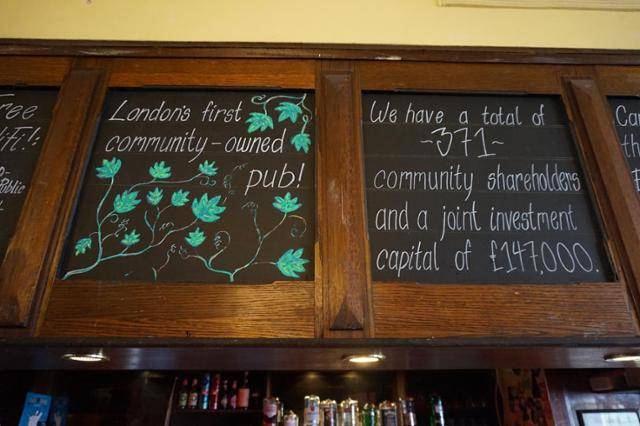 Free
London's first
community-owned
pub!
We have a total of
~371~
community shareholders
and a joint investment
capital of £147,000.